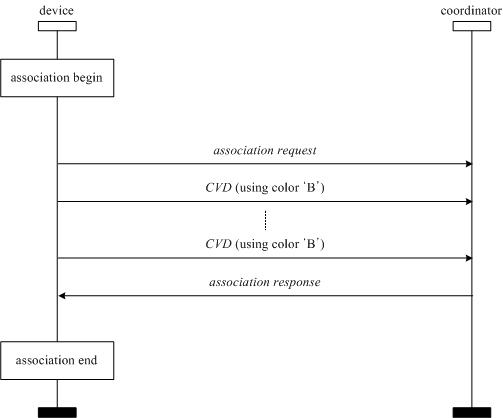 device
coordinator
association begin
association request
CVD (using color ‘B’)
CVD (using color ‘B’)
association response
association end